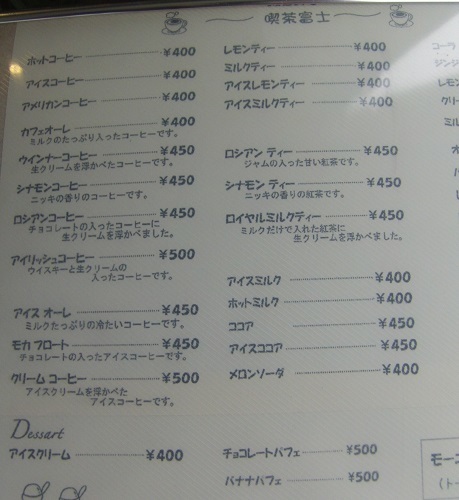 喫茶富士
ホットコーヒー ¥400
アイスコーヒー ¥400
アメリカンコーヒー ¥400
カフェオーレ ¥400
ミルクのたっぷり入ったコーヒーです。
ウインナーコーヒー ¥450
生クリームを浮かべたコーヒーです。
シナモンコーヒー ¥450
ニッキの香りのコーヒーです。
ロシアンコーヒー ¥450
チョコレートの入ったコーヒーに
生クリームを浮かべました。
アイリッシュコーヒー ¥500
ウイスキーと生クリームの
入ったコーヒーです。
アイス オーレ ¥450
ミルクたっぷりの冷たいコーヒーです。
モカ フロート ¥450
チョコレートの入ったアイスコーヒーです。
クリーム コーヒー ¥500
アイスクリームを浮かべた
アイスコーヒーです。
Dessart
アイスクリーム ¥400
レモンティー ¥400
ミルクティー ¥400
アイスレモンティー ¥400
アイスミルクティー ¥400
ロシアン ティー ¥450
ジャムの入った甘い紅茶です。
シナモン ティー ¥450
ニッキの香りの紅茶です。
ロイヤルミルクティー ¥450
ミルクだけで入れた紅茶に
生クリームを浮かべます。
アイスミルク ¥400
ホットミルク ¥400
ココア ¥450
アイスココア ¥450
メロンソーダ ¥400
チョコレートパフェ ¥500
バナナパフェ ¥500
コーラ